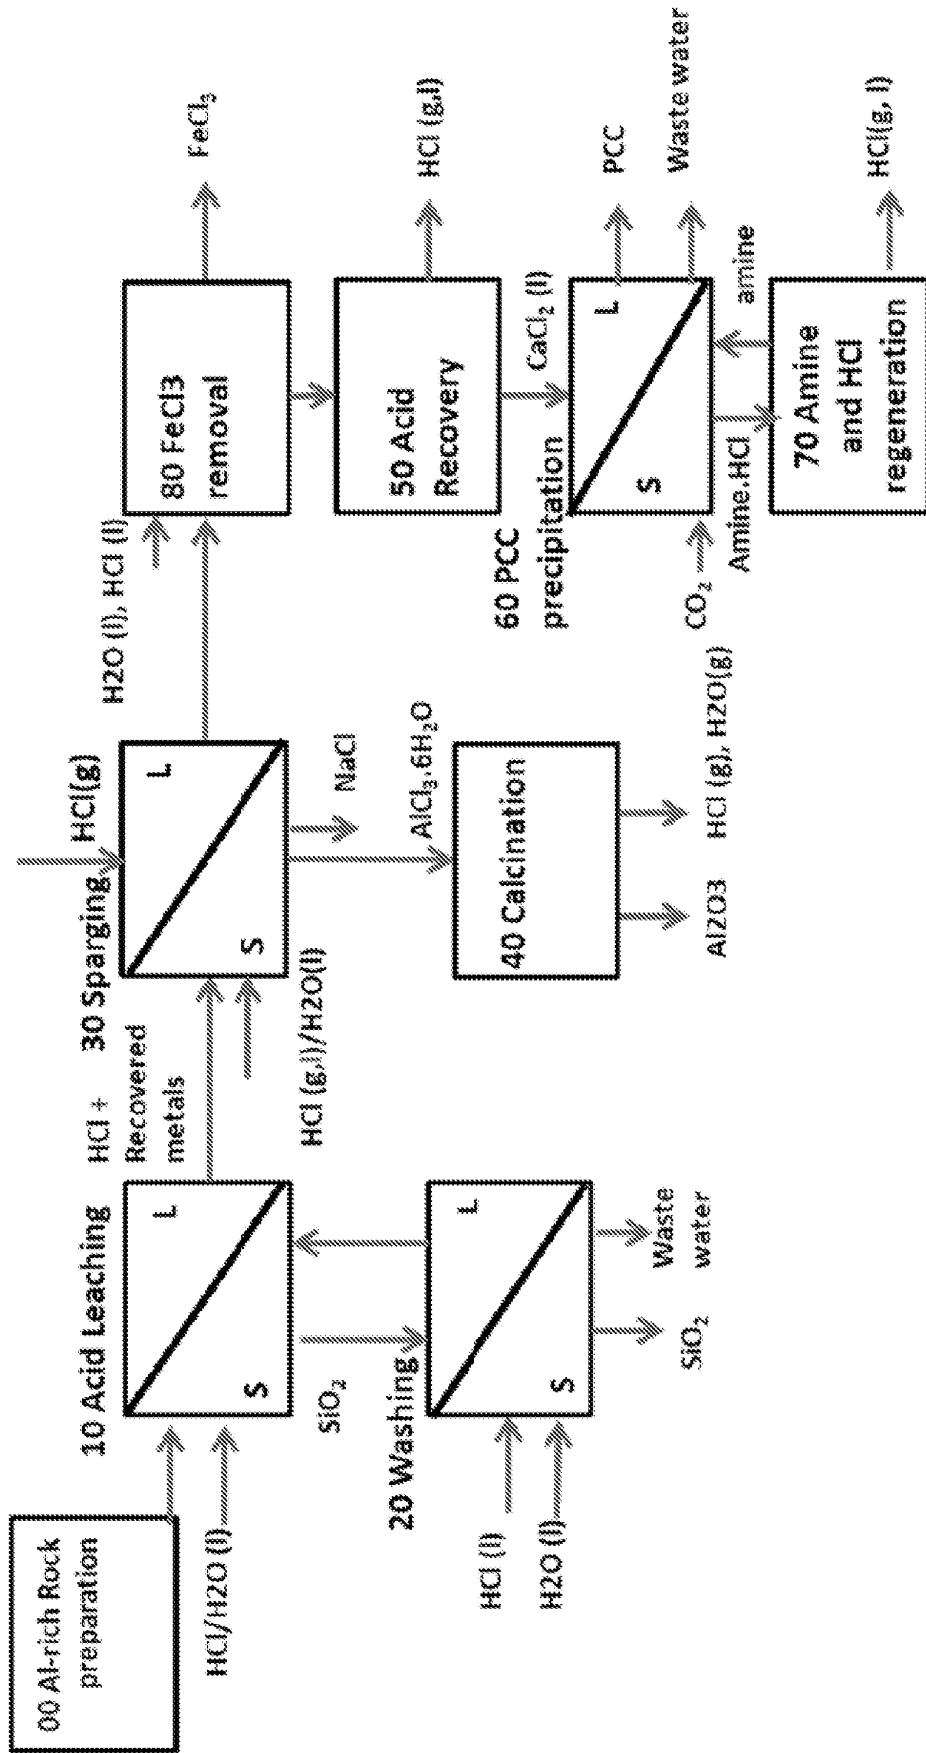 00 Al-rich Rock
preparation
HCl/H2O (l)
10 Acid Leaching
L
S
SiO₂
20 Washing
HCl (l)
H2O (l)
L
S
SiO₂
Waste
water
HCl +
Recovered
metals
30 Sparging
HCl(g)
L
S
HCl (g,l)/H2O(l)
NaCl
AlCl₃.6H₂O
40 Calcination
Al2O3
HCl (g), H2O(g)
H2O (l), HCl (l)
80 FeCl3
removal
FeCl₃
50 Acid
Recovery
HCl (g,l)
CaCl₂ (l)
60 PCC
precipitation
L
S
PCC
Waste water
CO₂
Amine.HCl
amine
70 Amine
and HCl
regeneration
HCl(g, l)